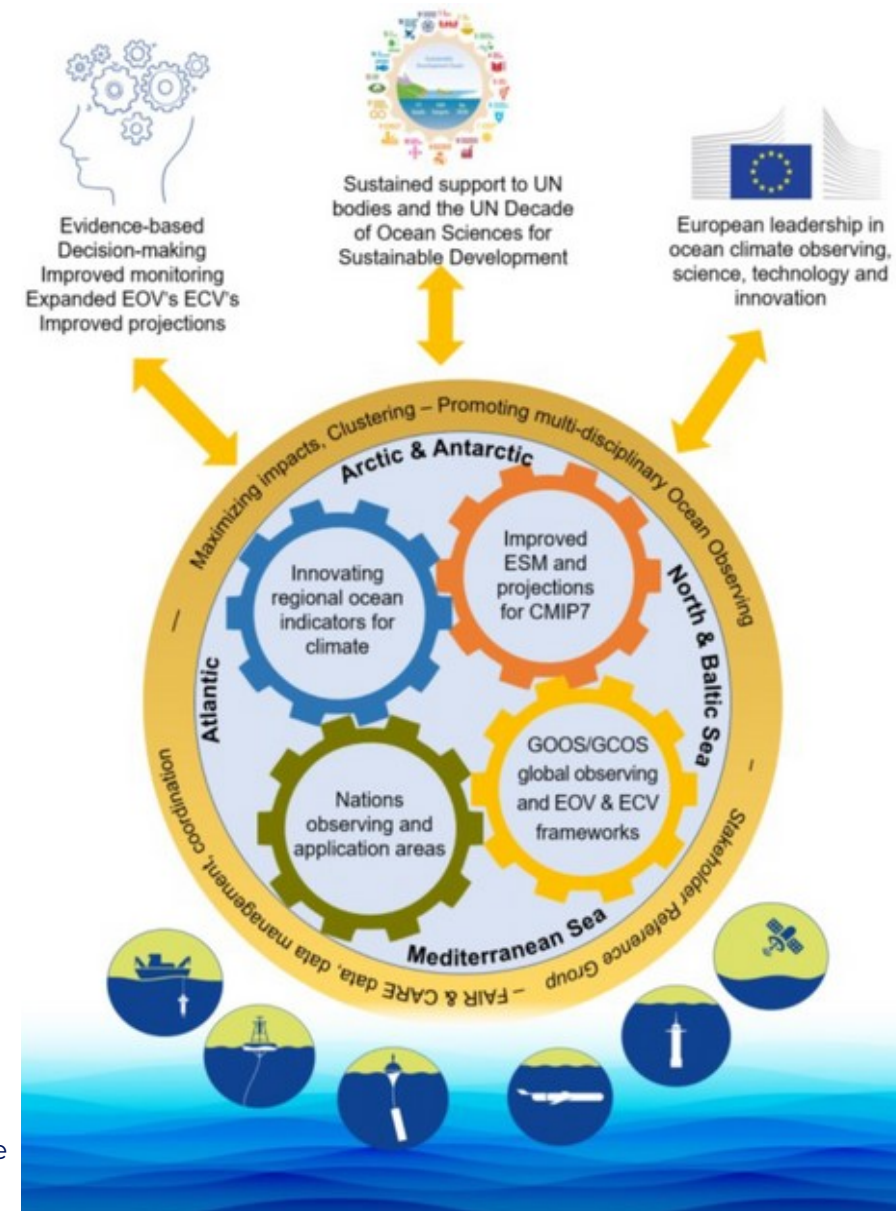 Evidence-based
Decision-making
Improved monitoring
Expanded EOV's ECV's
Improved projections
Sustained support to UN
bodies and the UN Decade
of Ocean Sciences for
Sustainable Development
European leadership in
ocean climate observing,
science, technology and
innovation
– Maximizing impacts, Clustering – Promoting multi-disciplinary Ocean Observing
– Stakeholder Reference Group
– FAIR & CARE data, data management, coordination
Arctic & Antarctic
North & Baltic Sea
Mediterranean Sea
Atlantic
Innovating
regional ocean
indicators for
climate
Improved
ESM and
projections
for CMIP7
Nations
observing and
application areas
GOOS/GCOS
global observing
and EOV & ECV
frameworks
e